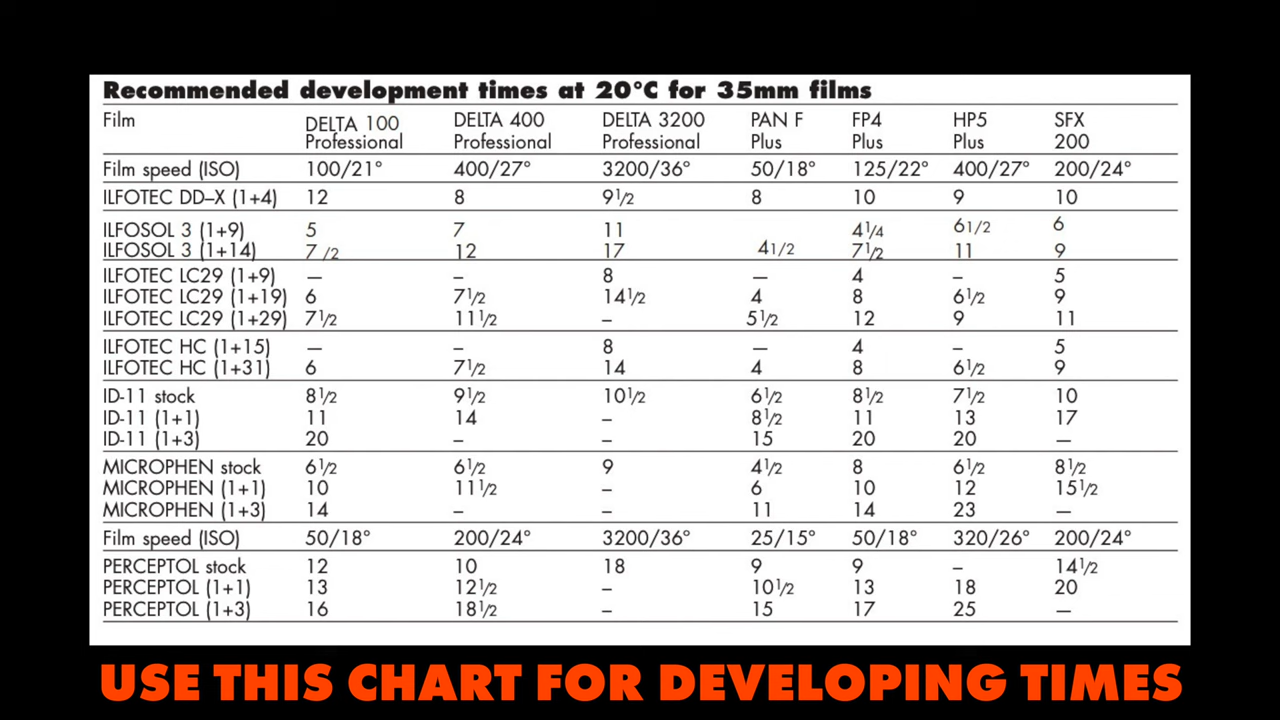 Recommended development times at 20°C for 35mm films
Film DELTA 100 Professional DELTA 400 Professional DELTA 3200 Professional PAN F Plus FP4 Plus HP5 Plus SFX 200
Film speed (ISO) 100/21° 400/27° 3200/36° 50/18° 125/22° 400/27° 200/24°
ILFOTEC DD–X (1+4) 12 8 9½ 8 10 9 10
ILFOSOL 3 (1+9) 5 7 11 4¼ 6½ 6
ILFOSOL 3 (1+14) 7 /2 12 17 4½ 7½ 11 9
ILFOTEC LC29 (1+9) — – 8 — 4 – 5
ILFOTEC LC29 (1+19) 6 7½ 14½ 4 8 6½ 9
ILFOTEC LC29 (1+29) 7½ 11½ – 5½ 12 9 11
ILFOTEC HC (1+15) — – 8 — 4 – 5
ILFOTEC HC (1+31) 6 7½ 14 4 8 6½ 9
ID-11 stock 8½ 9½ 10½ 6½ 8½ 7½ 10
ID-11 (1+1) 11 14 – 8½ 11 13 17
ID-11 (1+3) 20 – – 15 20 20 —
MICROPHEN stock 6½ 6½ 9 4½ 8 6½ 8½
MICROPHEN (1+1) 10 11½ – 6 10 12 15½
MICROPHEN (1+3) 14 – – 11 14 23 —
Film speed (ISO) 50/18° 200/24° 3200/36° 25/15° 50/18° 320/26° 200/24°
PERCEPTOL stock 12 10 18 9 9 – 14½
PERCEPTOL (1+1) 13 12½ – 10½ 13 18 20
PERCEPTOL (1+3) 16 18½ – 15 17 25 —
USE THIS CHART FOR DEVELOPING TIMES